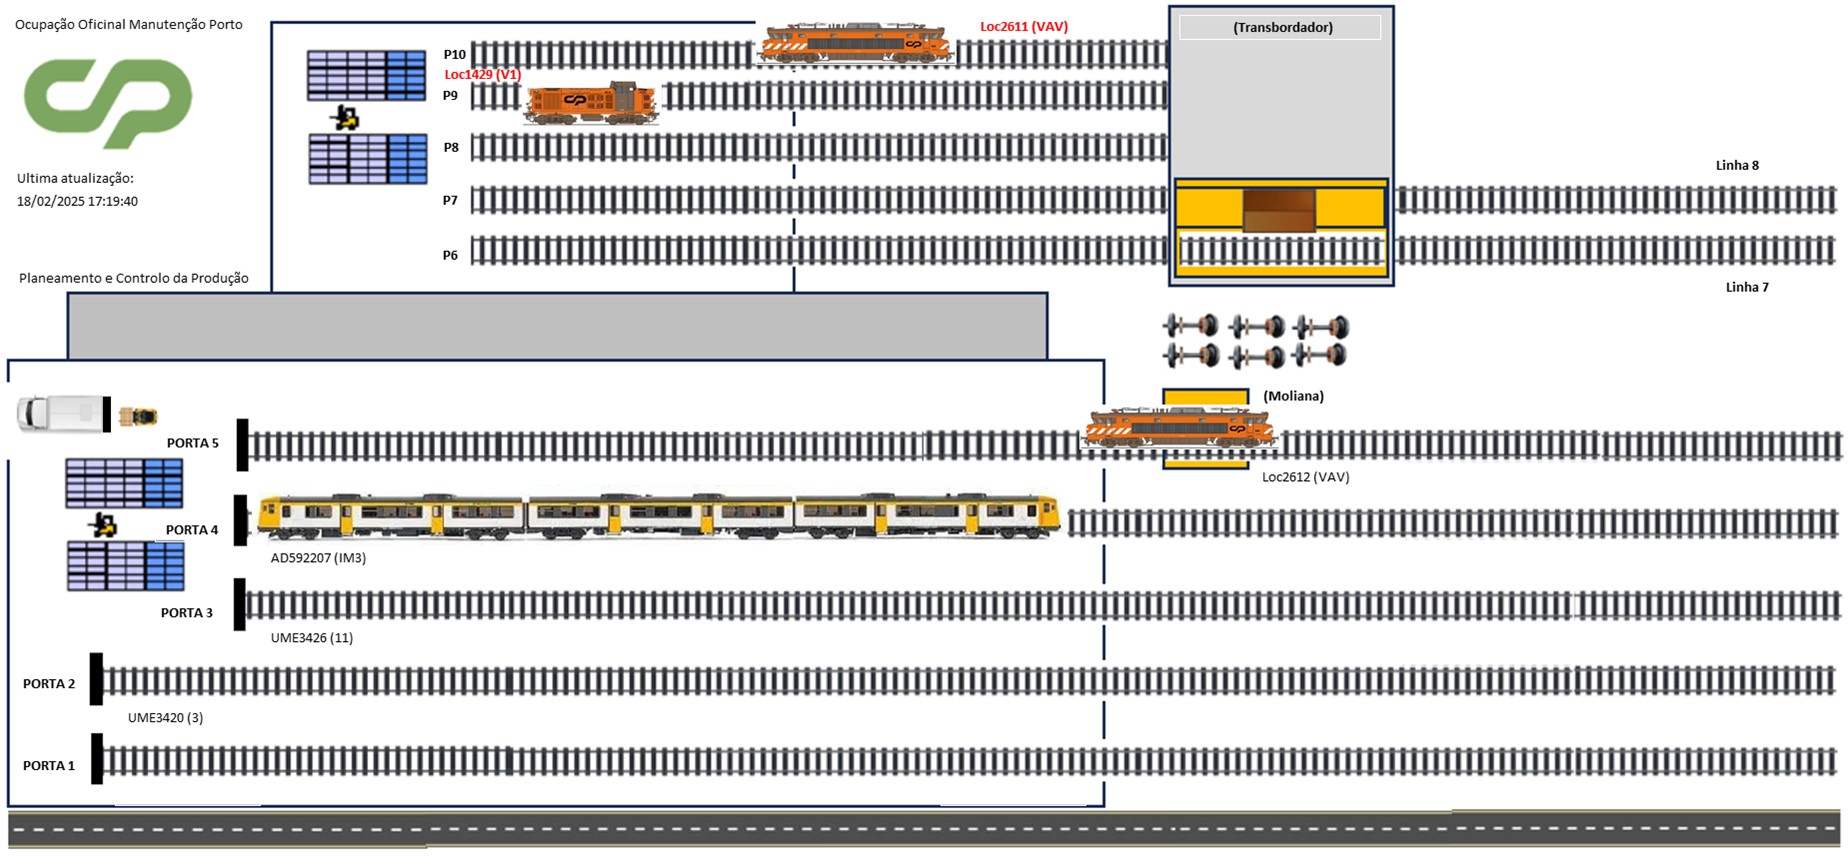 Ocupação Oficinal Manutenção Porto
CP
Ultima atualização:
18/02/2025 17:19:40
Planeamento e Controlo da Produção
P10
Loc2611 (VAV)
(Transbordador)
Loc1429 (V1)
P9
P8
P7
P6
Linha 8
Linha 7
(Moliana)
PORTA 5
Loc2612 (VAV)
PORTA 4
AD592207 (IM3)
PORTA 3
UME3426 (11)
PORTA 2
UME3420 (3)
PORTA 1